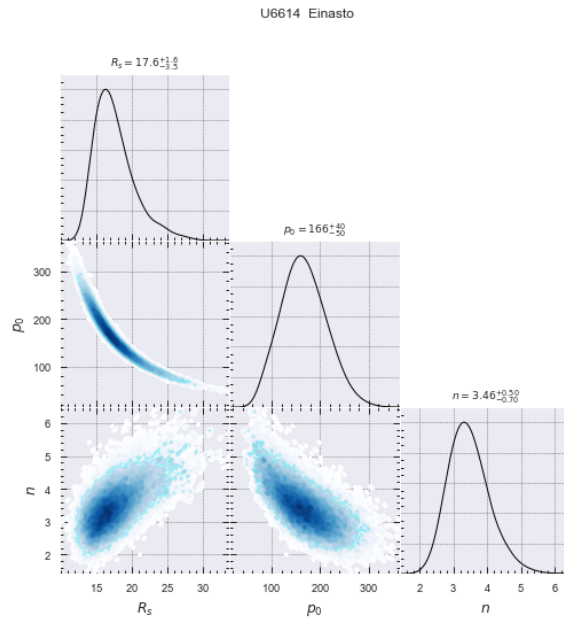 U6614 Einasto
R_s = 17.6^{+1.6}_{-3.5}
p_0 = 166^{+40}_{-50}
300
200
100
p_0
n = 3.46^{+0.50}_{-0.70}
6
5
4
3
2
n
15 20 25 30
100 200 300
2 3 4 5 6
R_s
p_0
n